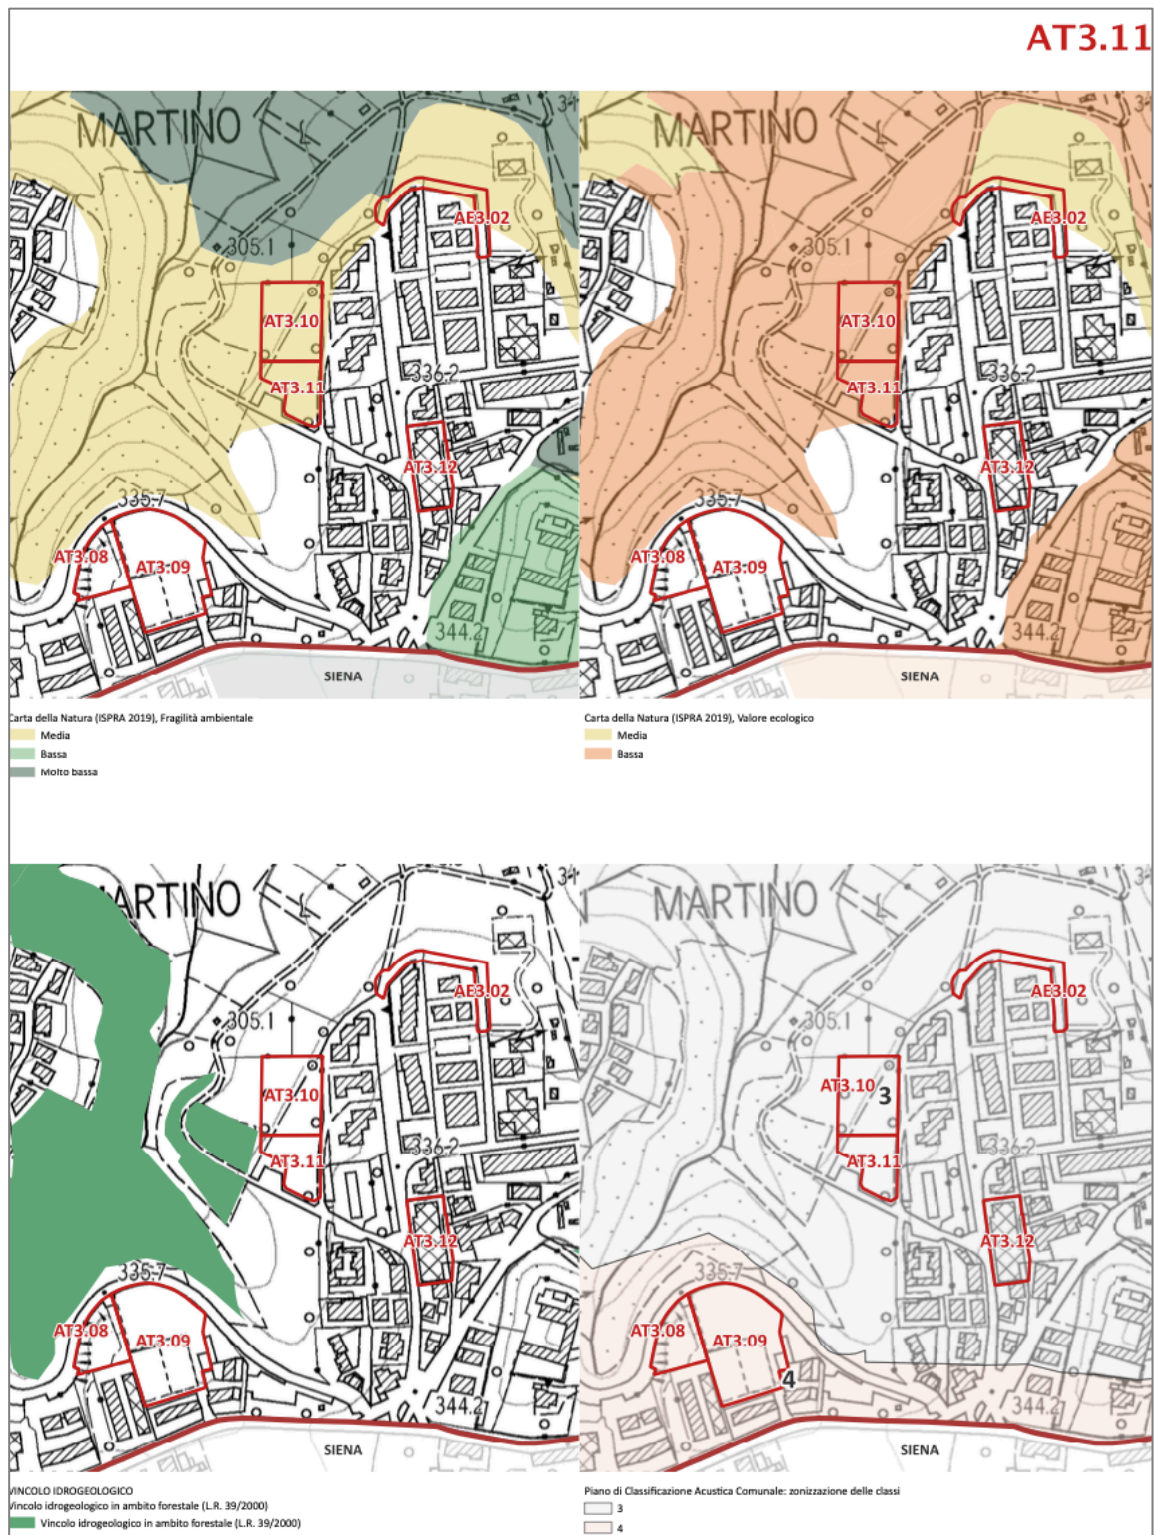 AT3.11
MARTINO
305.1
AE3.02
AT3.10
AT3.11
336.2
AT3.12
335.7
AT3.08
AT3.09
344.2
SIENA
MARTINO
305.1
AE3.02
AT3.10
AT3.11
336.2
AT3.12
335.7
AT3.08
AT3.09
344.2
SIENA
Carta della Natura (ISPRA 2019), Fragilità ambientale
Media
Bassa
Molto bassa
Carta della Natura (ISPRA 2019), Valore ecologico
Media
Bassa
ARTINO
305.1
AE3.02
AT3.10
AT3.11
336.2
AT3.12
335.7
AT3.08
AT3.09
344.2
SIENA
MARTINO
305.1
AE3.02
AT3.10
3
AT3.11
336.2
AT3.12
335.7
AT3.08
AT3.09
4
344.2
SIENA
VINCOLO IDROGEOLOGICO
Vincolo idrogeologico in ambito forestale (L.R. 39/2000)
Vincolo idrogeologico in ambito forestale (L.R. 39/2000)
Piano di Classificazione Acustica Comunale: zonizzazione delle classi
3
4